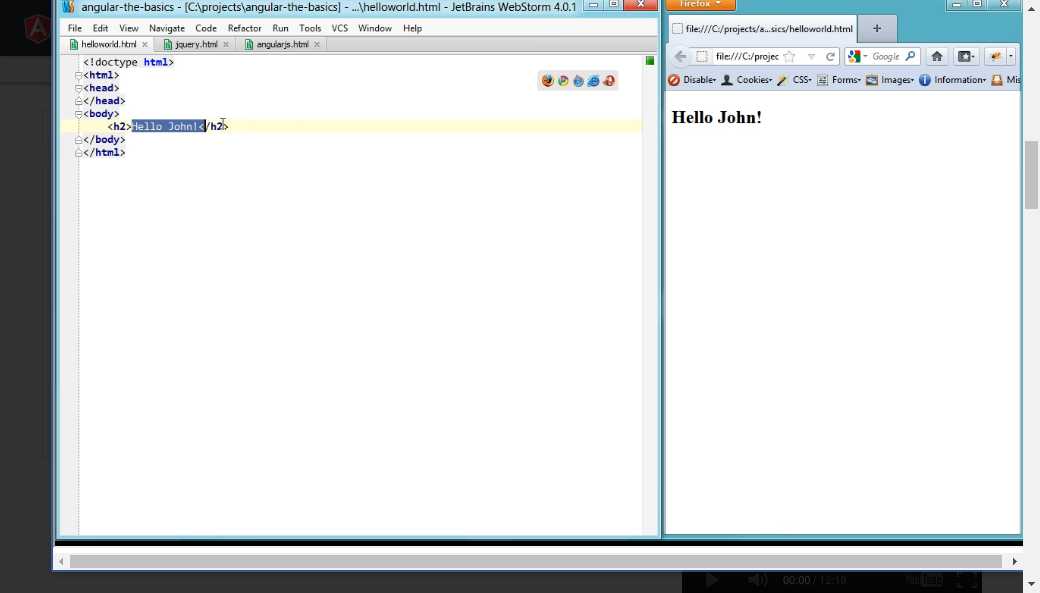 angular-the-basics - [C:\projects\angular-the-basics] - ...\helloworld.html - JetBrains WebStorm 4.0.1
File Edit View Navigate Code Refactor Run Tools VCS Window Help
helloworld.html jquery.html angularjs.html
<!doctype html>
<html>
<head>
</head>
<body>
<h2>Hello John!</h2>
</body>
</html>
Firefox
file:///C:/projects/a...sics/helloworld.html
file:///C:/projec Google
Disable Cookies CSS Forms Images Information Mis
Hello John!
00:00 / 12:19 YouTube